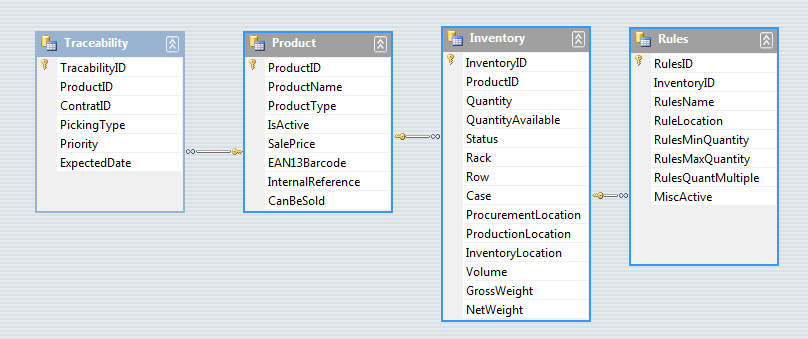 Traceability
TracabilityID
ProductID
ContratID
PickingType
Priority
ExpectedDate
Product
ProductID
ProductName
ProductType
IsActive
SalePrice
EAN13Barcode
InternalReference
CanBeSold
Inventory
InventoryID
ProductID
Quantity
QuantityAvailable
Status
Rack
Row
Case
ProcurementLocation
ProductionLocation
InventoryLocation
Volume
GrossWeight
NetWeight
Rules
RulesID
InventoryID
RulesName
RuleLocation
RulesMinQuantity
RulesMaxQuantity
RulesQuantMultiple
MiscActive